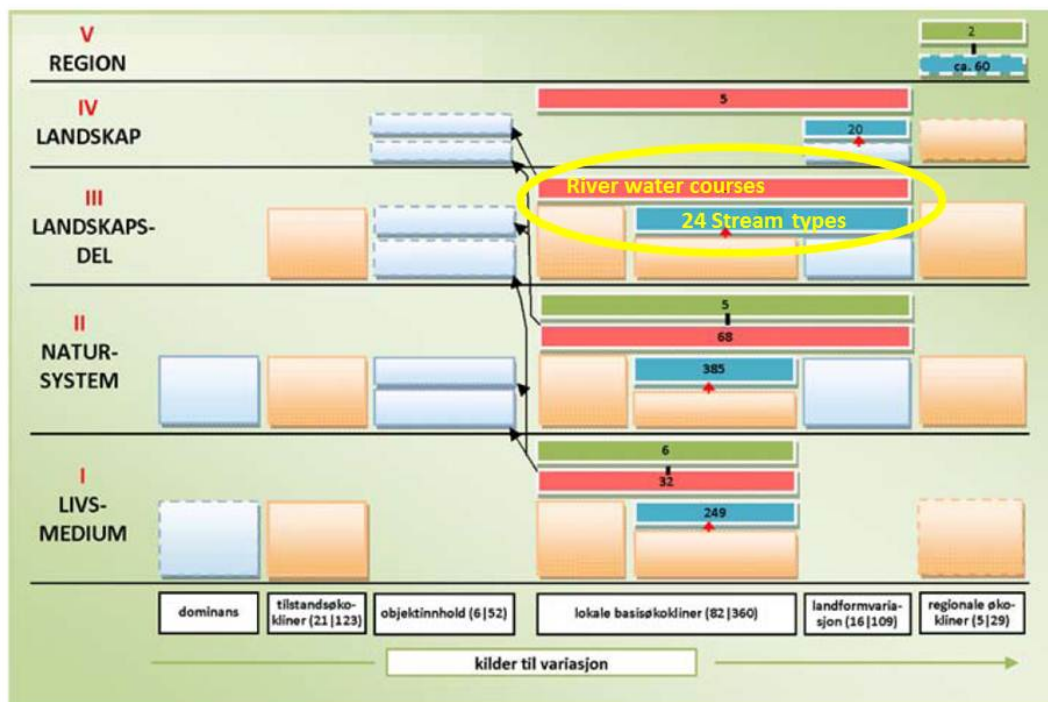 V
REGION
2
ca. 60
IV
LANDSKAP
5
20
III
LANDSKAPS-
DEL
River water courses
24 Stream types
II
NATUR-
SYSTEM
5
68
385
I
LIVS-
MEDIUM
6
32
249
dominans
tilstandsøko-
kliner (21|123)
objektinnhold (6|52)
lokale basisøkokliner (82|360)
landformvaria-
sjon (16|109)
regionale øko-
kliner (5|29)
kilder til variasjon